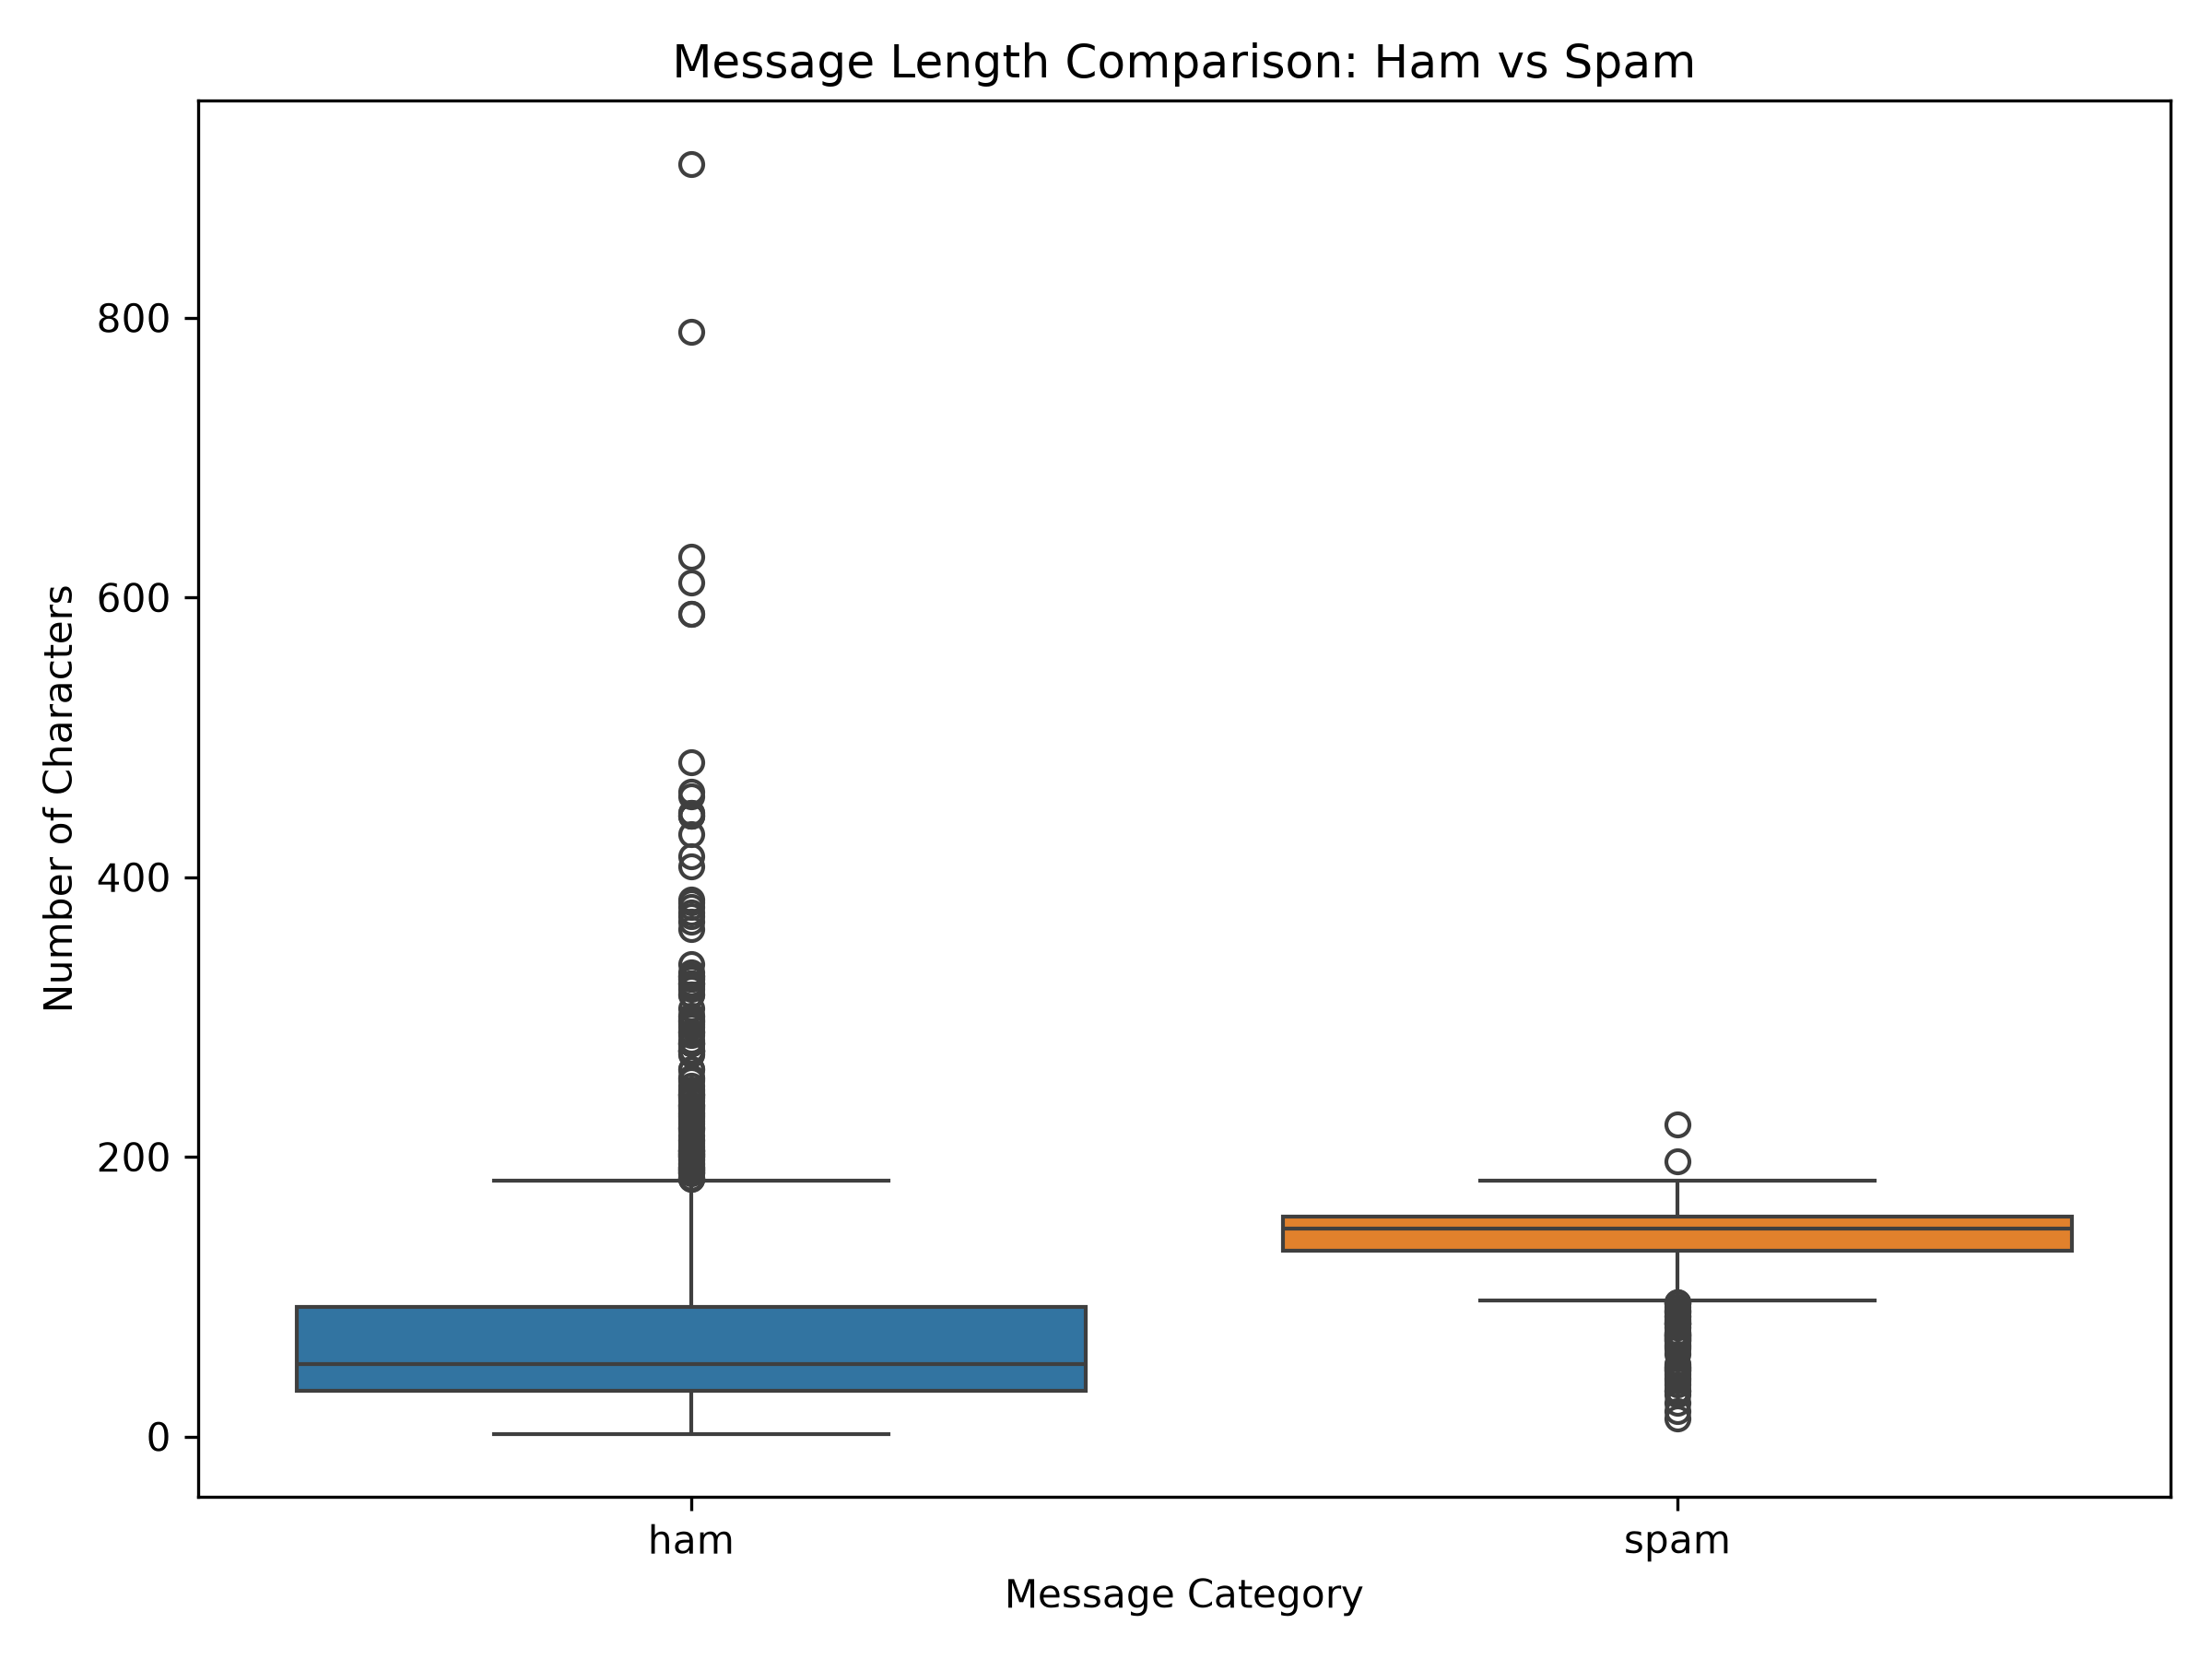 Message Length Comparison: Ham vs Spam
Number of Characters
800
600
400
200
0
ham
spam
Message Category